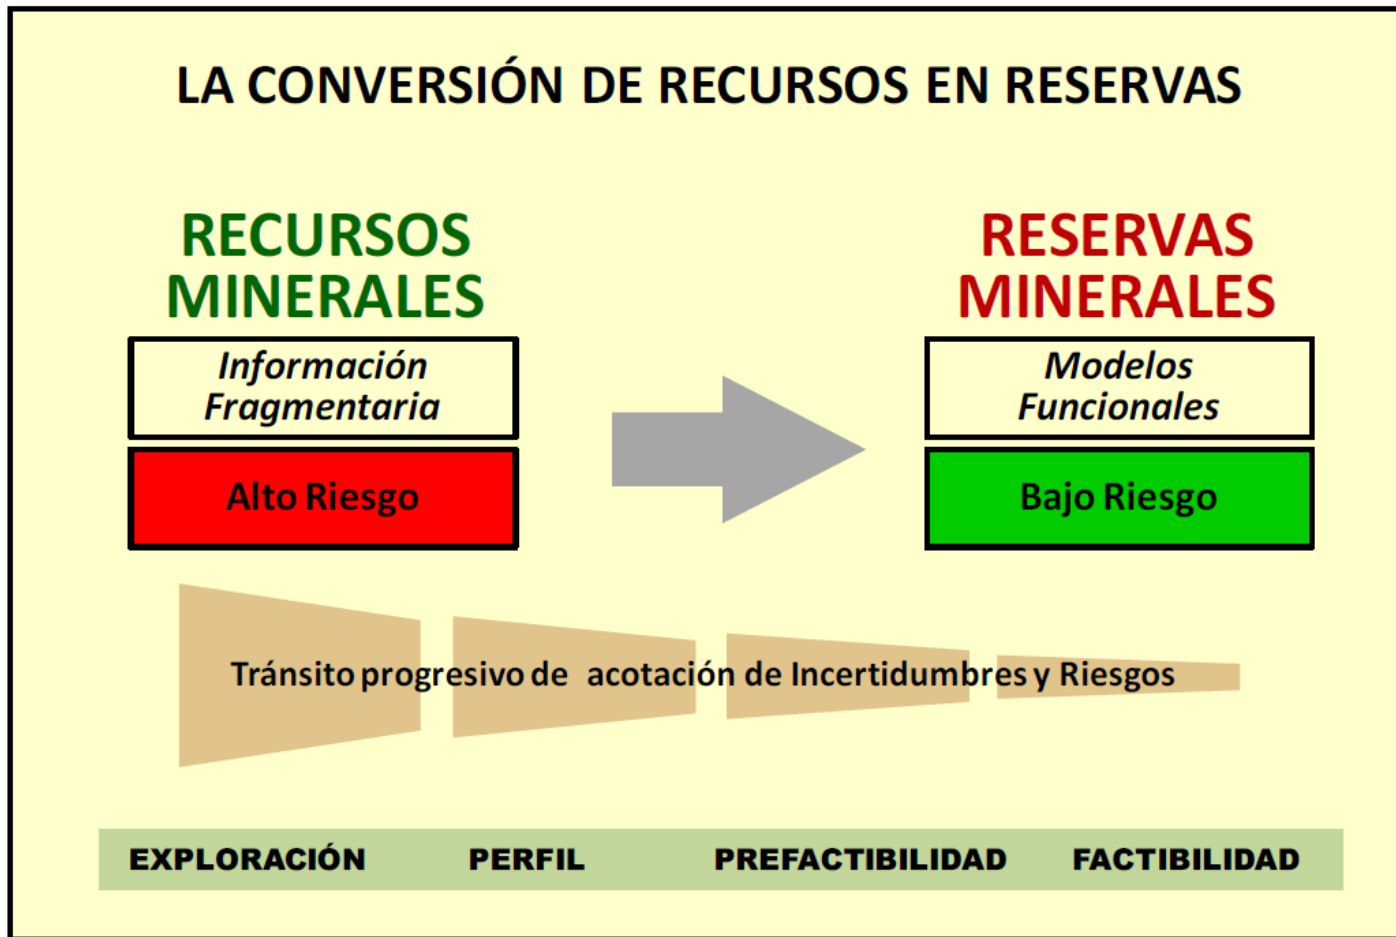 LA CONVERSIÓN DE RECURSOS EN RESERVAS
RECURSOS
MINERALES
Información
Fragmentaria
Alto Riesgo
RESERVAS
MINERALES
Modelos
Funcionales
Bajo Riesgo
Tránsito progresivo de acotación de Incertidumbres y Riesgos
EXPLORACIÓN PERFIL PREFACTIBILIDAD FACTIBILIDAD